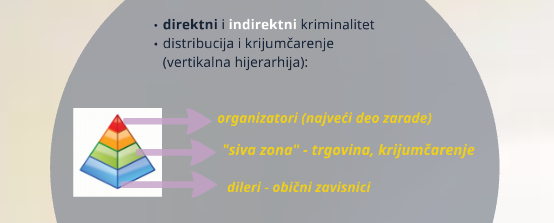 • direktni i indirektni kriminalitet
• distribucija i krijumčarenje
(vertikalna hijerarhija):
organizatori (najveći deo zarade)
"siva zona" - trgovina, krijumčarenje
dileri - obični zavisnici